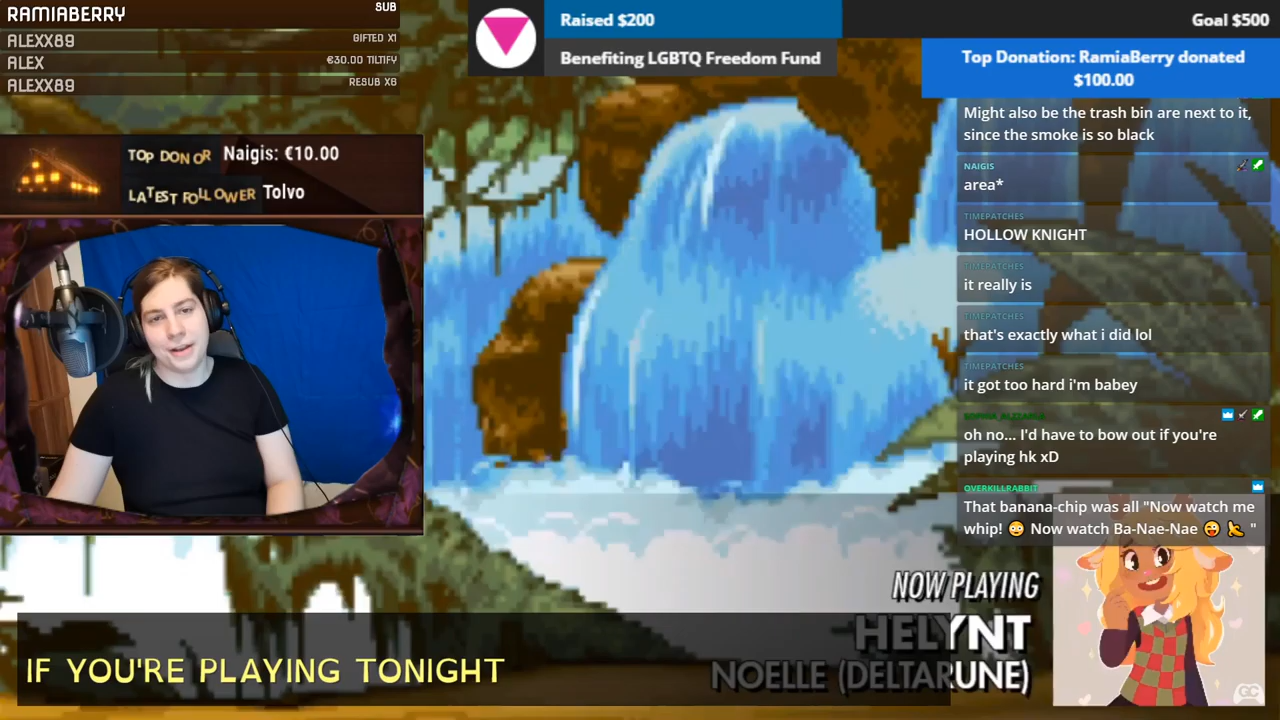 RAMIABERRY SUB
ALEXX89 GIFTED X1
ALEX €30.00 TILTIFY
ALEXX89 RESUB X8
Raised $200
Goal $500
Benefiting LGBTQ Freedom Fund
Top Donation: RamiaBerry donated
$100.00
TOP DONOR Naigis: €10.00
LATEST FOLLOWER Tolvo
Might also be the trash bin are next to it,
since the smoke is so black
NAIGIS
area*
TIMEPATCHES
HOLLOW KNIGHT
TIMEPATCHES
it really is
TIMEPATCHES
that's exactly what i did lol
TIMEPATCHES
it got too hard i'm babey
oh no... I'd have to bow out if you're
playing hk xD
OVERKILLRABBIT
That banana-chip was all "Now watch me
whip! 😳 Now watch Ba-Nae-Nae 😜 🍌 "
NOW PLAYING
HELYNT
NOELLE (DELTARUNE)
IF YOU'RE PLAYING TONIGHT
GC